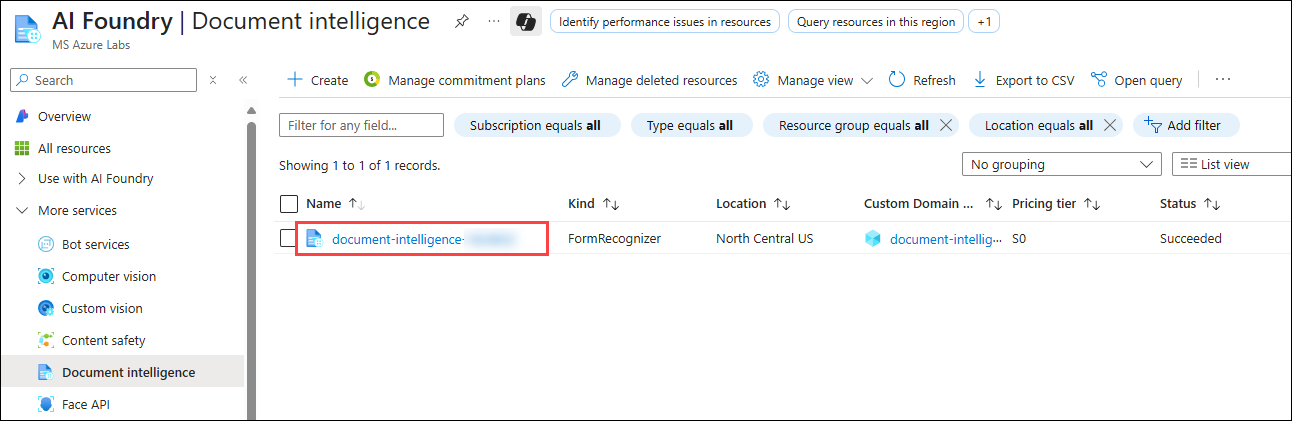 AI Foundry | Document intelligence
MS Azure Labs
Identify performance issues in resources
Query resources in this region
+1
Search
Create
Manage commitment plans
Manage deleted resources
Manage view
Refresh
Export to CSV
Open query
Overview
All resources
Use with AI Foundry
More services
Bot services
Computer vision
Custom vision
Content safety
Document intelligence
Face API
Filter for any field...
Subscription equals all
Type equals all
Resource group equals all
Location equals all
Add filter
Showing 1 to 1 of 1 records.
No grouping
List view
Name Kind Location Custom Domain ... Pricing tier Status
document-intelligence- FormRecognizer North Central US document-intellig... S0 Succeeded